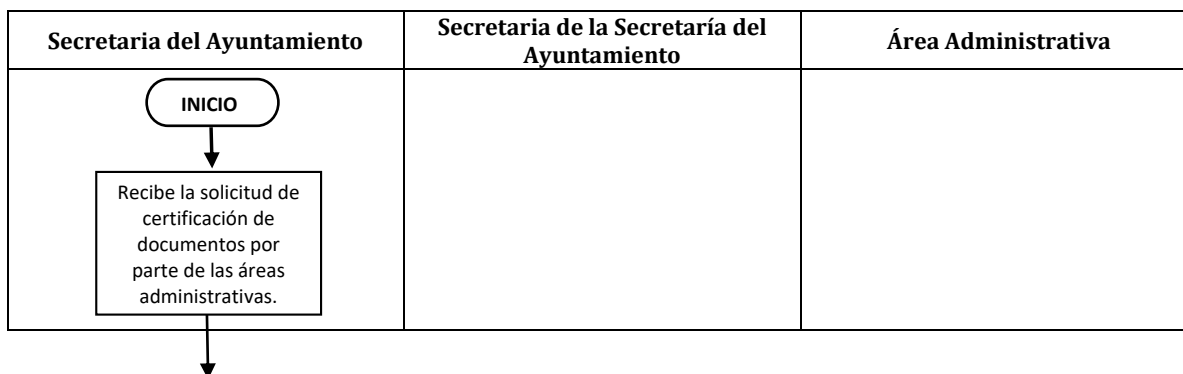 Secretaria del Ayuntamiento
Secretaria de la Secretaría del
Ayuntamiento
Área Administrativa
INICIO
Recibe la solicitud de
certificación de
documentos por
parte de las áreas
administrativas.